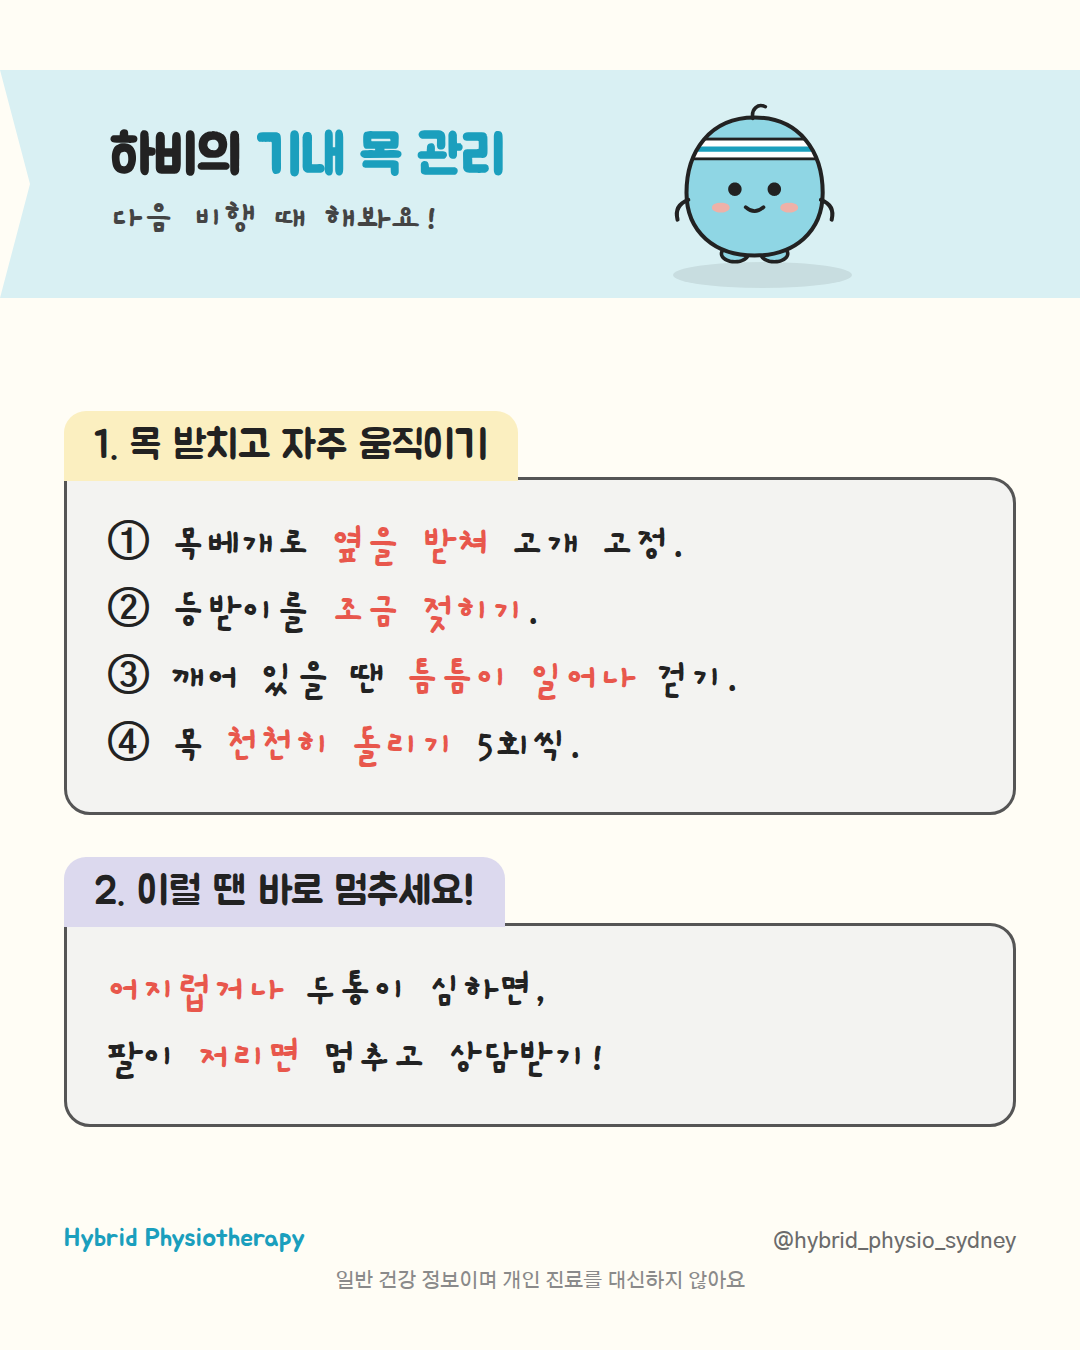 하비의 기내 목 관리
다음 비행 때 해봐요!
1. 목 받치고 자주 움직이기
① 목베개로 옆을 받쳐 고개 고정.
② 등받이를 조금 젖히기.
③ 깨어 있을 땐 틈틈이 일어나 걷기.
④ 목 천천히 돌리기 5회씩.
2. 이럴 땐 바로 멈추세요!
어지럽거나 두통이 심하면,
팔이 저리면 멈추고 상담받기!
Hybrid Physiotherapy
@hybrid_physio_sydney
일반 건강 정보이며 개인 진료를 대신하지 않아요